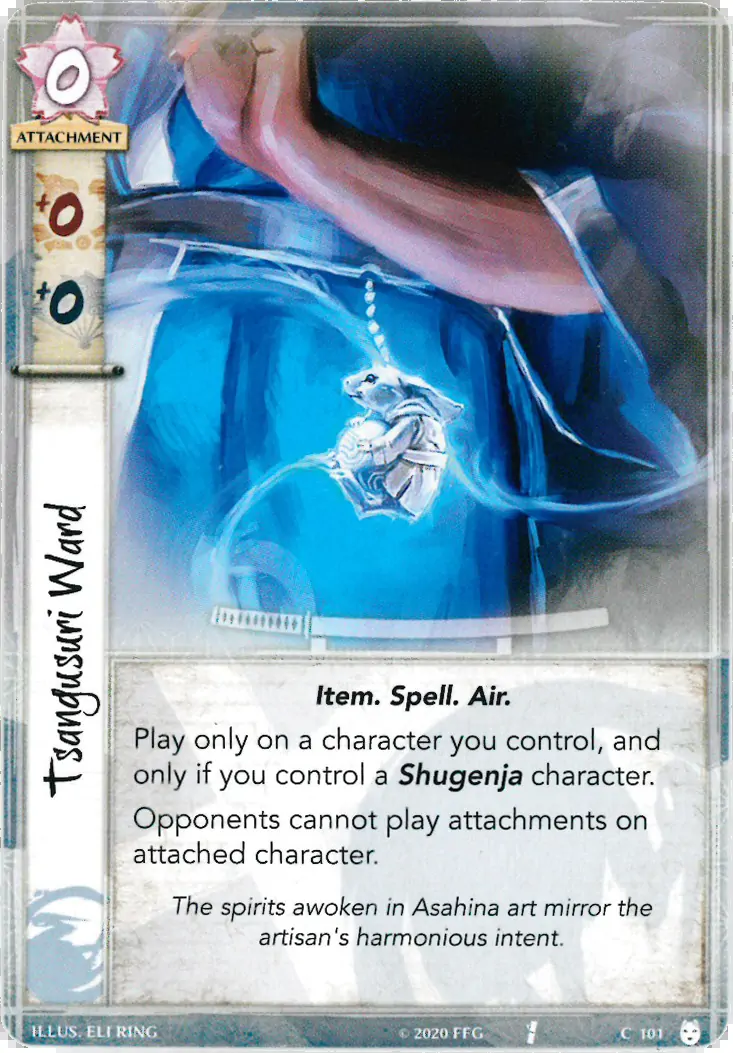 0
ATTACHMENT
+0
+0
Tsangusuri Ward
Item. Spell. Air.
Play only on a character you control, and
only if you control a Shugenja character.
Opponents cannot play attachments on
attached character.
The spirits awoken in Asahina art mirror the
artisan's harmonious intent.
ILLUS. ELI RING
© 2020 FFG
C 101